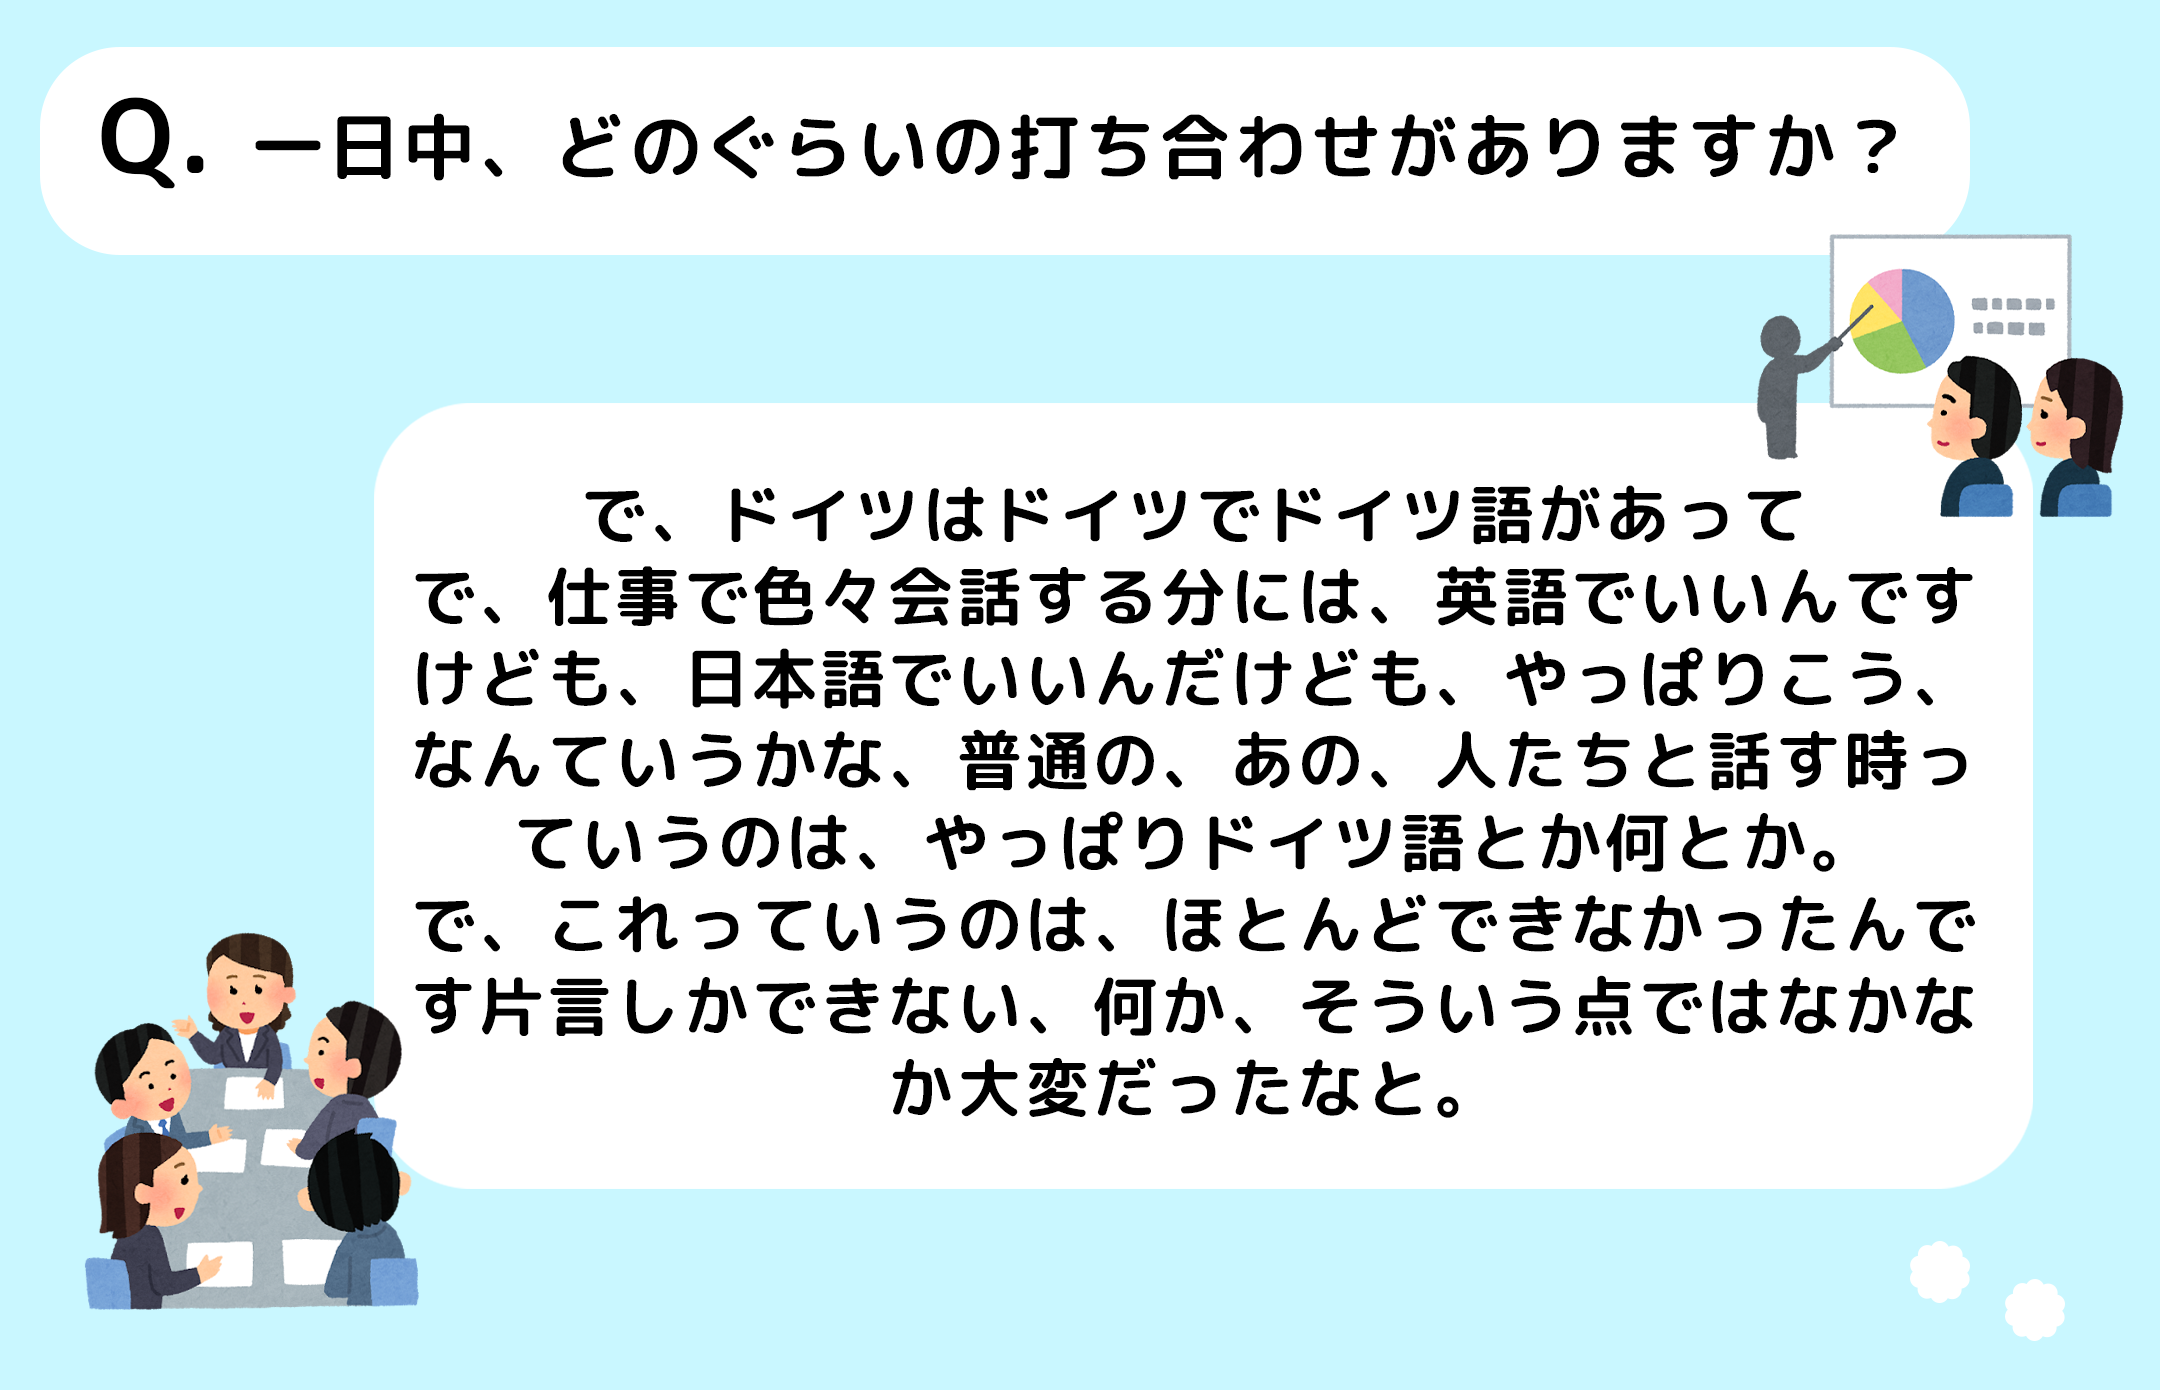 Q. 一日中、どのぐらいの打ち合わせがありますか？
で、ドイツはドイツでドイツ語があって
で、仕事で色々会話する分には、英語でいいんです
けども、日本語でいいんだけども、やっぱりこう、
なんていうかな、普通の、あの、人たちと話す時っ
ていうのは、やっぱりドイツ語とか何とか。
で、これっていうのは、ほとんどできなかったんで
す片言しかできない、何か、そういう点ではなかな
か大変だったなと。